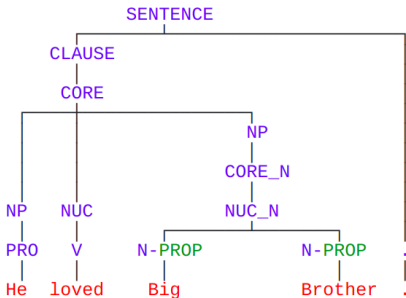 SENTENCE
CLAUSE
CORE
NP
CORE_N
NP NUC NUC_N
PRO V N-PROP N-PROP .
He loved Big Brother .